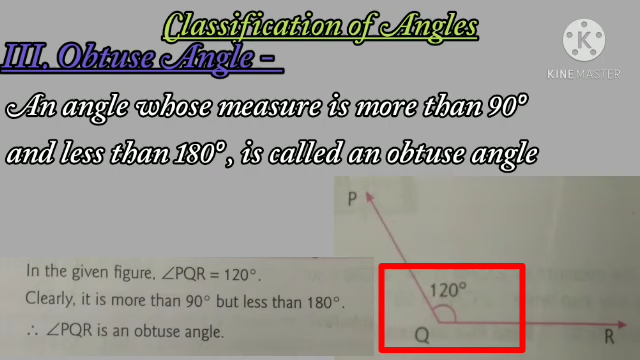 Classification of Angles
III. Obtuse Angle -
KINEMASTER
An angle whose measure is more than 90°
and less than 180°, is called an obtuse angle
P
In the given figure, ∠PQR = 120°.
120°
Clearly, it is more than 90° but less than 180°.
∴ ∠PQR is an obtuse angle.
Q
R